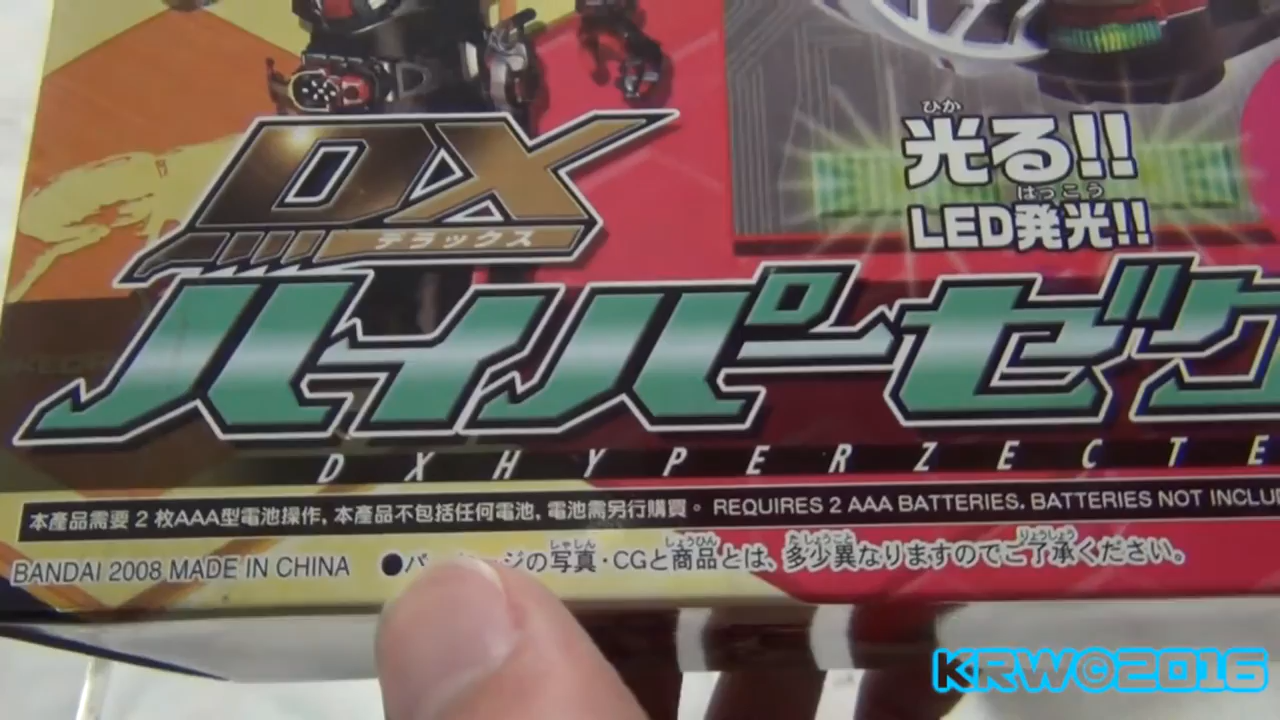 ひか
光る!!
はっこう
LED発光!!
DX
デラックス
ハイパーゼク
DXHYPERZECTE
本產品需要 2 枚AAA型電池操作, 本產品不包括任何電池, 電池需另行購買。 REQUIRES 2 AAA BATTERIES. BATTERIES NOT INCLU
BANDAI 2008 MADE IN CHINA ●パ ージの写真・CGと商品とは、多少異なりますのでご了承ください。
しゃしん しょうひん たしょうこと りょうしょう
KRW©2016